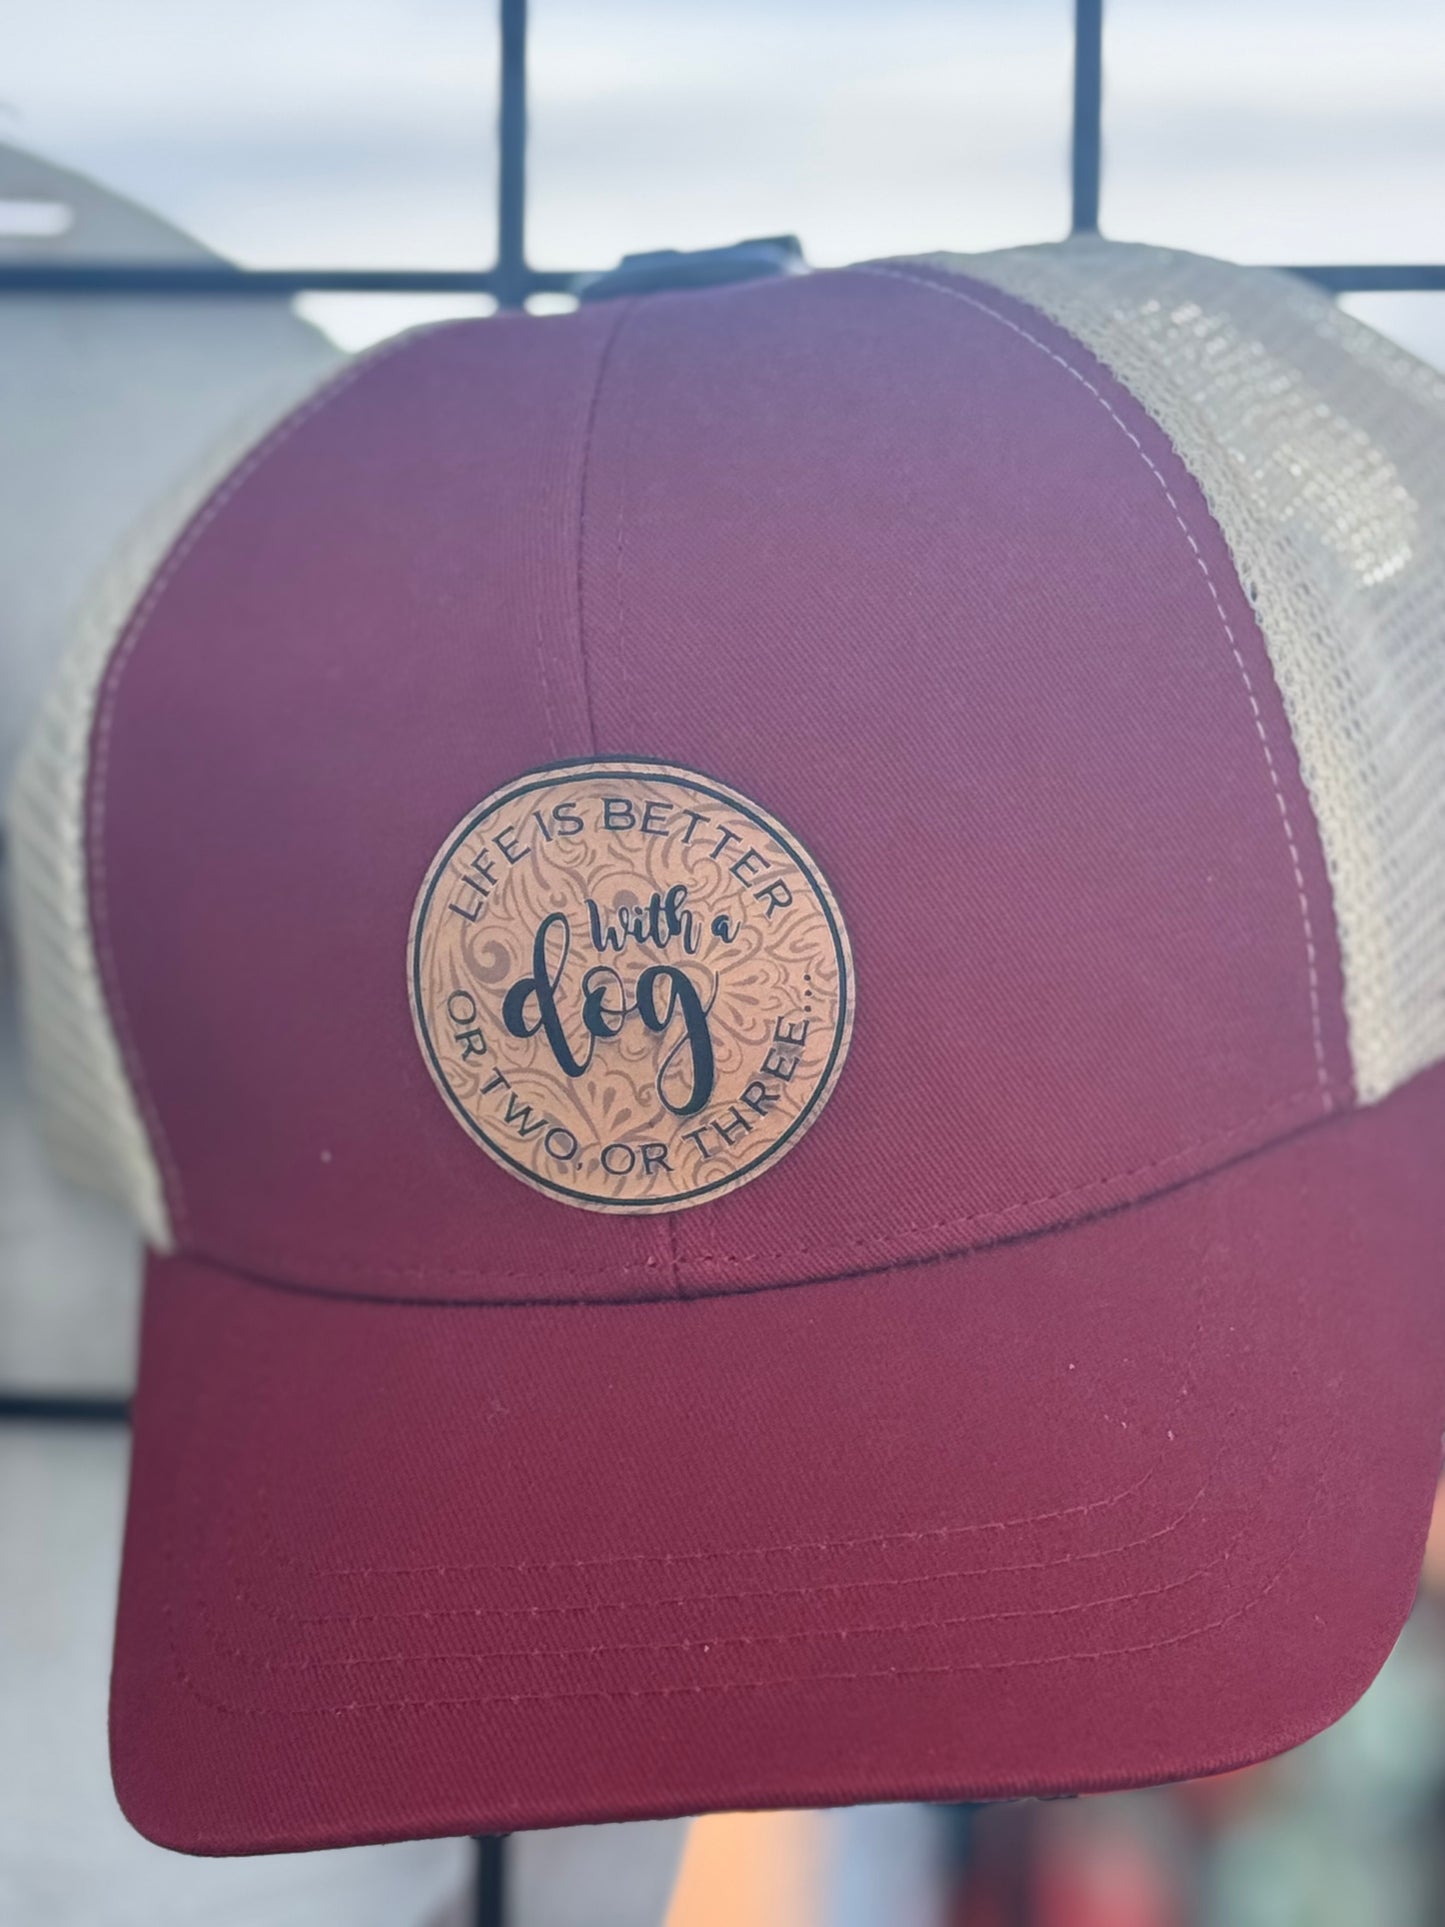 LIFE IS BETTER
With a
dog
OR TWO, OR THREE...